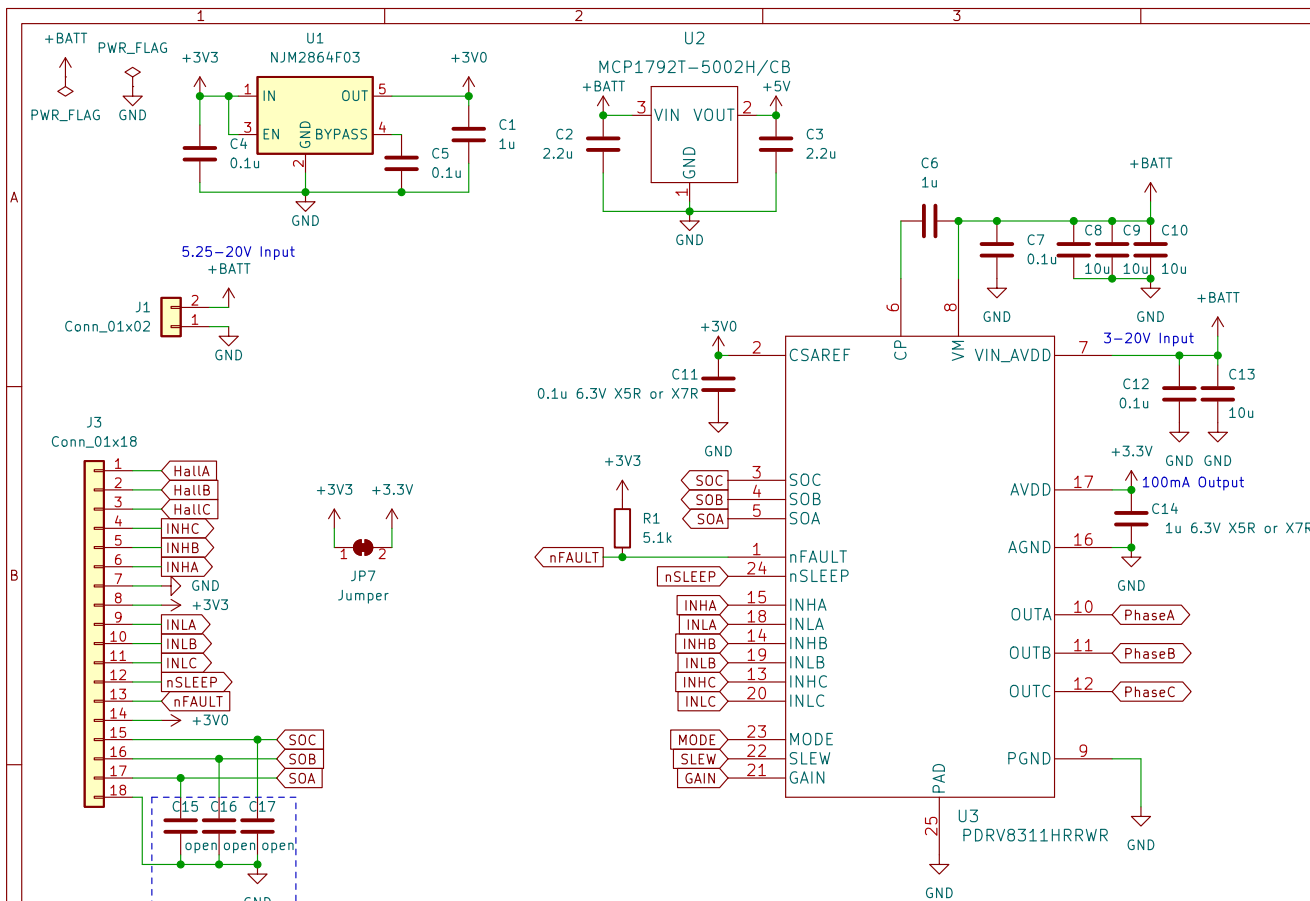 1
2
3
A
B
+BATT
PWR_FLAG
PWR_FLAG
GND
U1
NJM2864F03
+3V3
+3V0
1
IN
OUT
5
3
EN
BYPASS
4
GND
2
C4
0.1u
C5
0.1u
C1
1u
GND
U2
MCP1792T-5002H/CB
+BATT
+5V
3
VIN
VOUT
2
GND
1
C2
2.2u
C3
2.2u
GND
5.25-20V Input
+BATT
J1
Conn_01x02
2
1
GND
C6
1u
+BATT
C7
0.1u
C8
10u
C9
10u
C10
10u
GND
GND
6
8
CP
VM
+3V0
2
CSAREF
C11
0.1u 6.3V X5R or X7R
GND
3-20V Input
+BATT
VIN_AVDD
7
C12
0.1u
C13
10u
GND
GND
+3.3V
AVDD
17
100mA Output
C14
1u 6.3V X5R or X7R
AGND
16
GND
J3
Conn_01x18
1
HallA
2
HallB
3
HallC
4
INHC
5
INHB
6
INHA
7
GND
8
+3V3
9
INLA
10
INLB
11
INLC
12
nSLEEP
13
nFAULT
14
+3V0
15
SOC
16
SOB
17
SOA
18
C15
C16
C17
open
open
open
GND
+3V3
+3.3V
1
2
JP7
Jumper
+3V3
R1
5.1k
SOC
3
SOC
SOB
4
SOB
SOA
5
SOA
nFAULT
1
nFAULT
nSLEEP
24
nSLEEP
INHA
15
INHA
INLA
18
INLA
INHB
14
INHB
INLB
19
INLB
INHC
13
INHC
INLC
20
INLC
MODE
23
MODE
SLEW
22
SLEW
GAIN
21
GAIN
OUTA
10
PhaseA
OUTB
11
PhaseB
OUTC
12
PhaseC
PGND
9
GND
PAD
25
GND
U3
PDRV8311HRRWR